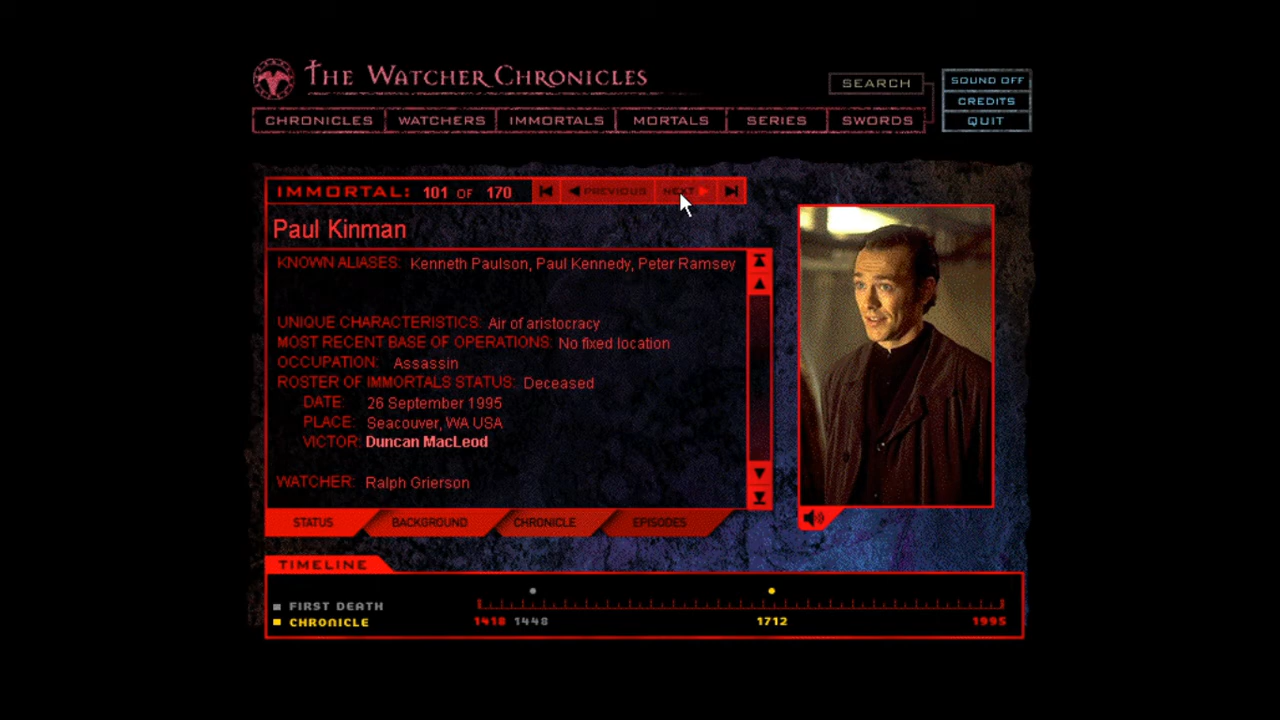 THE WATCHER CHRONICLES
SEARCH
SOUND OFF
CREDITS
QUIT
CHRONICLES WATCHERS IMMORTALS MORTALS SERIES SWORDS
IMMORTAL: 101 OF 170 PREVIOUS NEXT
Paul Kinman
KNOWN ALIASES: Kenneth Paulson, Paul Kennedy, Peter Ramsey
UNIQUE CHARACTERISTICS: Air of aristocracy
MOST RECENT BASE OF OPERATIONS: No fixed location
OCCUPATION: Assassin
ROSTER OF IMMORTALS STATUS: Deceased
DATE: 26 September 1995
PLACE: Seacouver, WA USA
VICTOR: Duncan MacLeod
WATCHER: Ralph Grierson
STATUS BACKGROUND CHRONICLE EPISODES
TIMELINE
FIRST DEATH
CHRONICLE
1418 1448 1712 1995